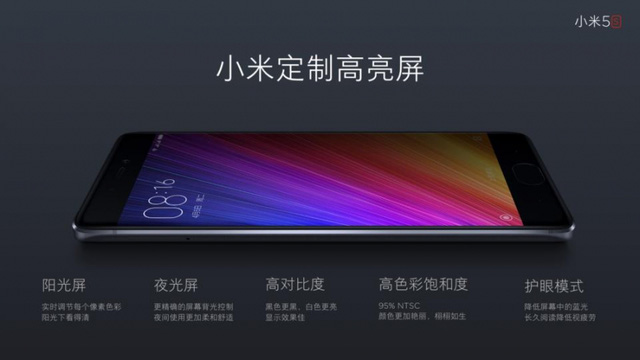 小米5S
小米定制高亮屏
08:16
阳光屏
实时调节每个像素色彩
阳光下看得清
夜光屏
更精确的屏幕背光控制
夜间使用更加柔和舒适
高对比度
黑色更黑，白色更亮
显示效果佳
高色彩饱和度
95% NTSC
颜色更加艳丽，栩栩如生
护眼模式
降低屏幕中的蓝光
长久阅读降低视疲劳